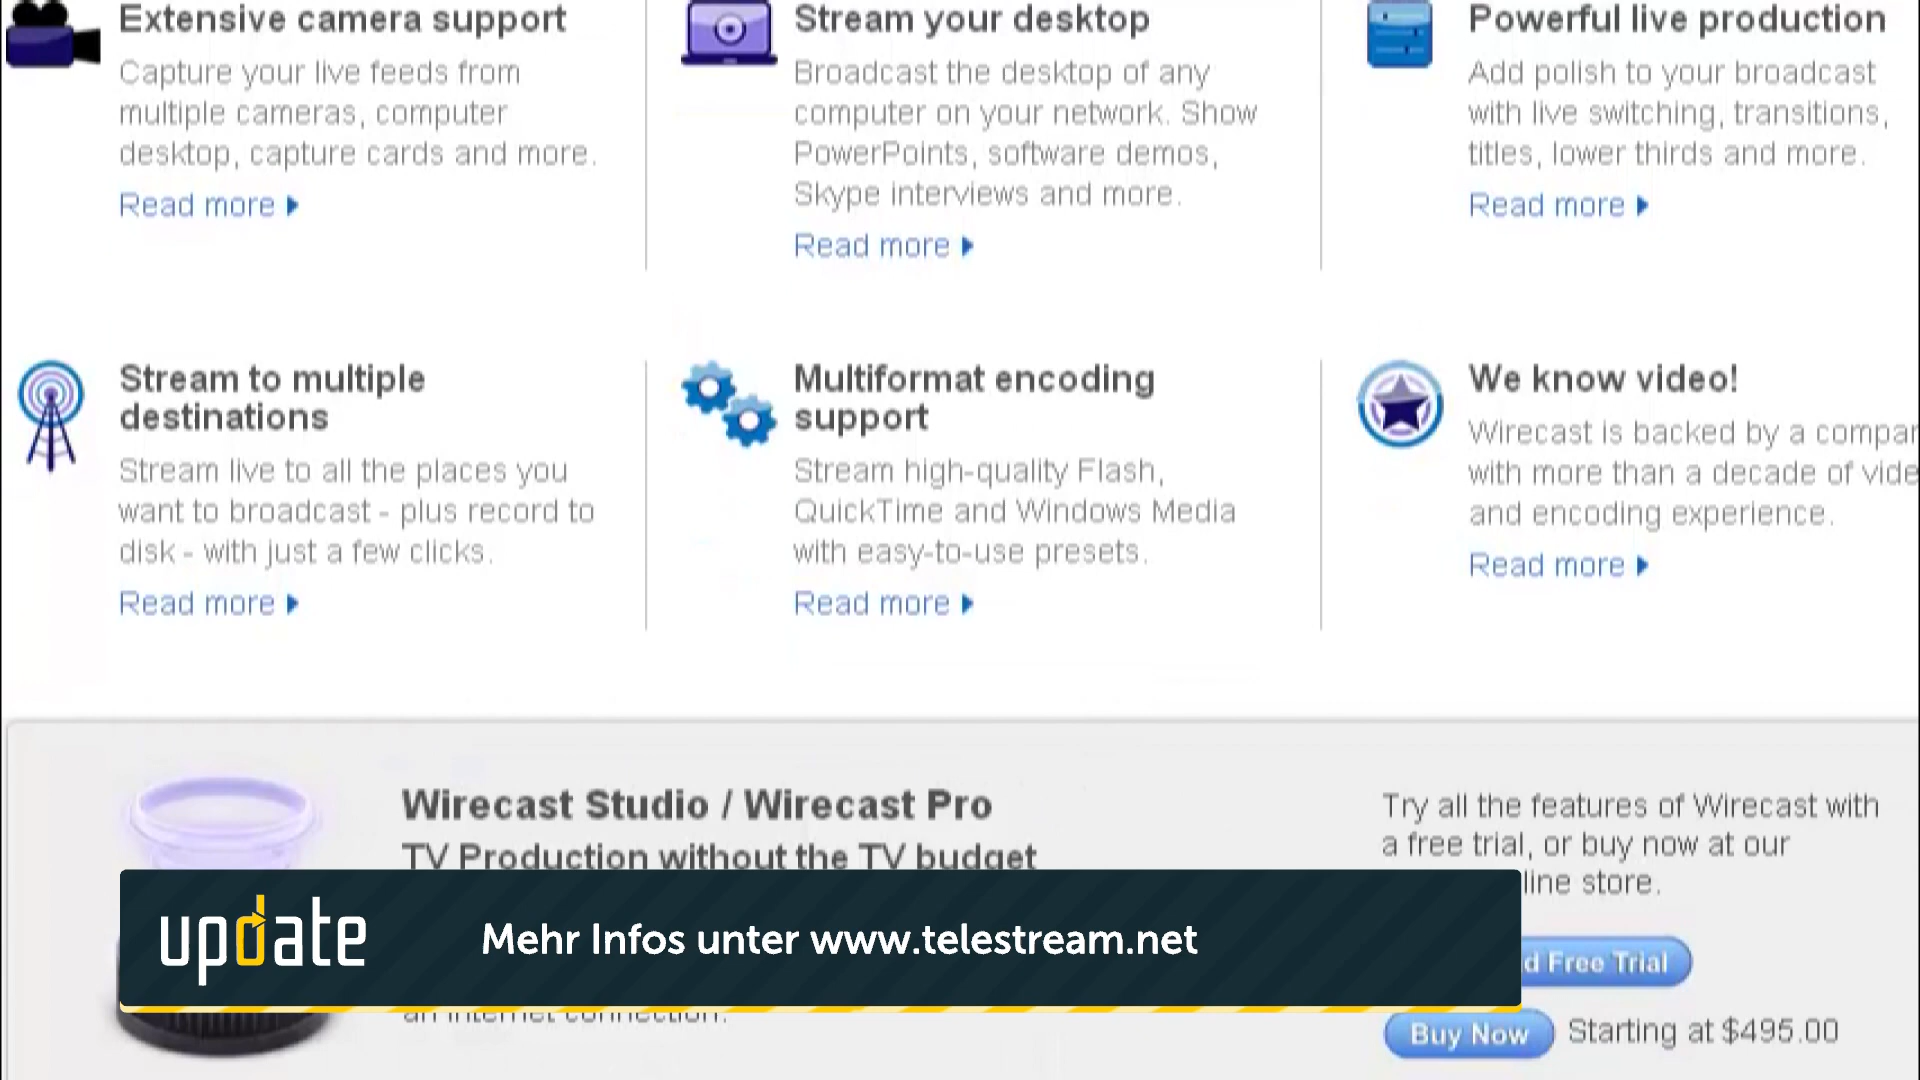 Extensive camera support
Capture your live feeds from
multiple cameras, computer
desktop, capture cards and more.
Read more
Stream your desktop
Broadcast the desktop of any
computer on your network. Show
PowerPoints, software demos,
Skype interviews and more.
Read more
Powerful live production
Add polish to your broadcast
with live switching, transitions,
titles, lower thirds and more.
Read more
Stream to multiple
destinations
Stream live to all the places you
want to broadcast - plus record to
disk - with just a few clicks.
Read more
Multiformat encoding
support
Stream high-quality Flash,
QuickTime and Windows Media
with easy-to-use presets.
Read more
We know video!
Wirecast is backed by a
with more than a decade of
and encoding experience.
Read more
Wirecast Studio / Wirecast Pro
TV Production without the TV budget
an internet connection.
Try all the features of Wirecast with
a free trial, or buy now at our
line store.
d Free Trial
Buy Now Starting at $495.00
update
Mehr Infos unter www.telestream.net